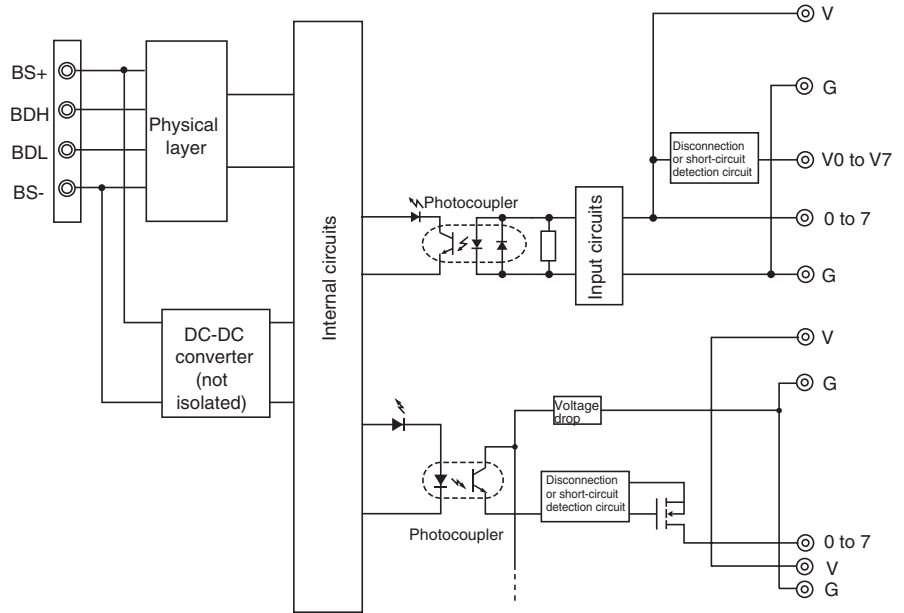 BS+
BDH
BDL
BS-
Physical
layer
DC-DC
converter
(not
isolated)
Internal circuits
Photocoupler
Input circuits
V
G
Disconnection
or short-circuit
detection circuit
V0 to V7
0 to 7
G
V
G
Voltage
drop
Disconnection
or short-circuit
detection circuit
Photocoupler
0 to 7
V
G